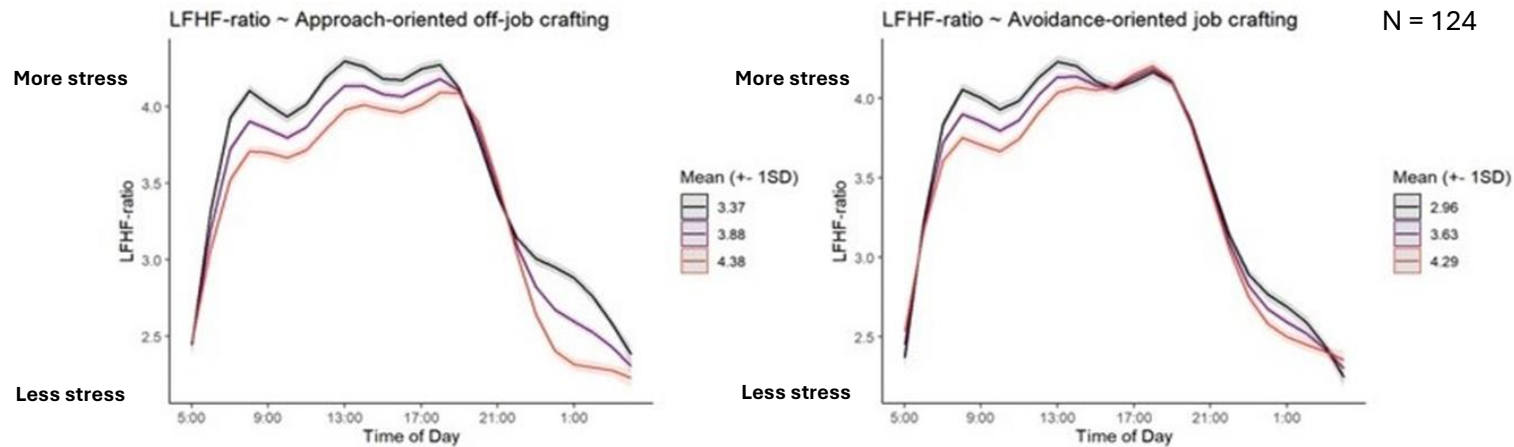 LFHF-ratio ~ Approach-oriented off-job crafting
More stress
4.0
3.5
3.0
2.5
LFHF-ratio
Less stress
5:00 9:00 13:00 17:00 21:00 1:00
Time of Day
Mean (+- 1SD)
3.37
3.88
4.38
LFHF-ratio ~ Avoidance-oriented job crafting
N = 124
More stress
4.0
3.5
3.0
2.5
LFHF-ratio
Less stress
5:00 9:00 13:00 17:00 21:00 1:00
Time of Day
Mean (+- 1SD)
2.96
3.63
4.29